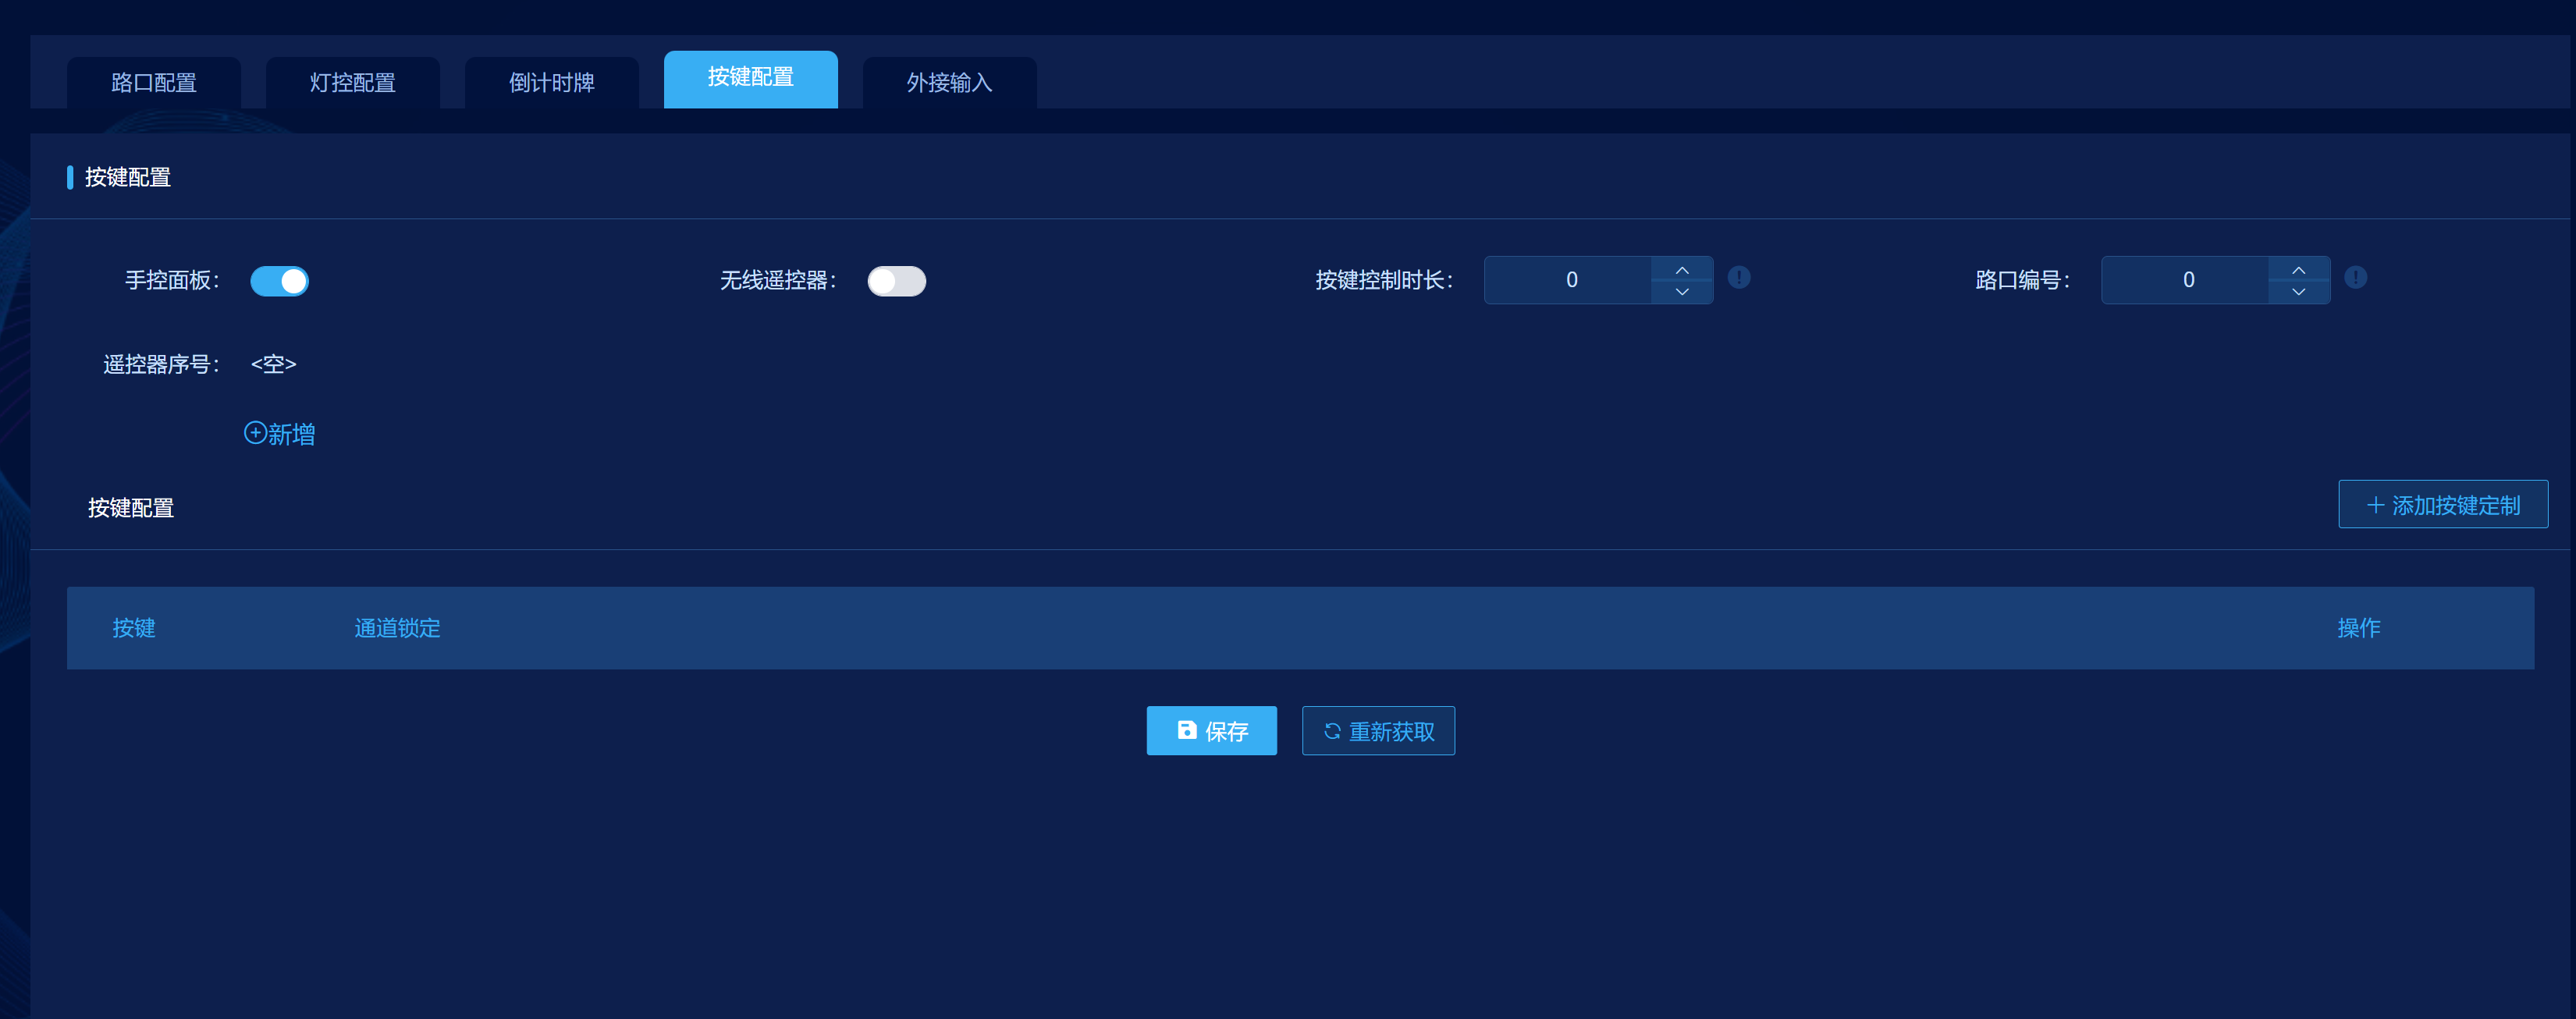 路口配置 灯控配置 倒计时牌 按键配置 外接输入
按键配置
手控面板： 无线遥控器： 按键控制时长： 0 路口编号： 0
遥控器序号： <空>
新增
按键配置 添加按键定制
按键 通道锁定 操作
保存 重新获取